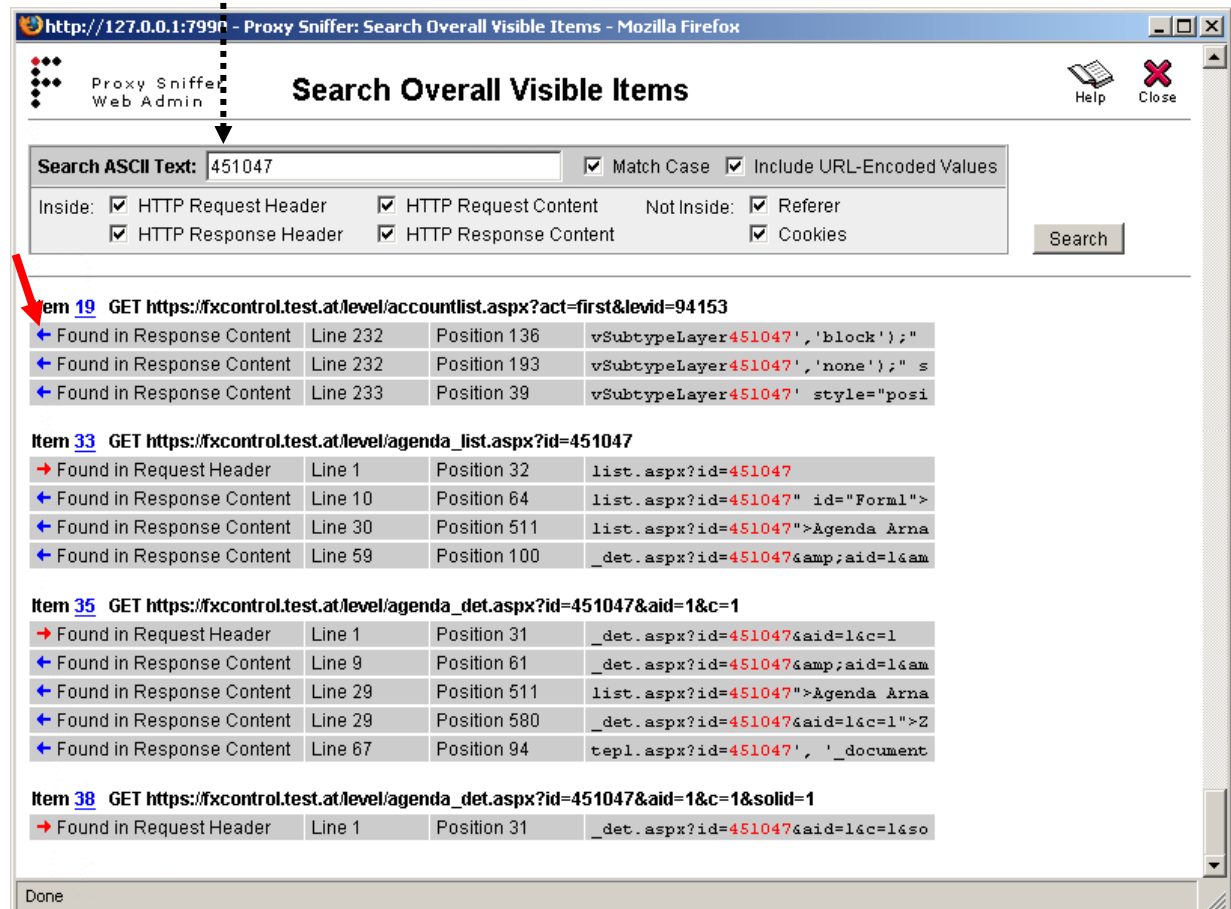 http://127.0.0.1:7990 - Proxy Sniffer: Search Overall Visible Items - Mozilla Firefox
Proxy Sniffer
Web Admin
Search Overall Visible Items
Help
Close
Search ASCII Text: 451047 Match Case Include URL-Encoded Values
Inside: HTTP Request Header HTTP Request Content Not Inside: Referer
HTTP Response Header HTTP Response Content Cookies
Search
Item 19 GET https://fxcontrol.test.at/level/accountlist.aspx?act=first&levid=94153
Found in Response Content Line 232 Position 136 vSubtypeLayer451047','block');"
Found in Response Content Line 232 Position 193 vSubtypeLayer451047','none');" s
Found in Response Content Line 233 Position 39 vSubtypeLayer451047' style="posi
Item 33 GET https://fxcontrol.test.at/level/agenda_list.aspx?id=451047
Found in Request Header Line 1 Position 32 list.aspx?id=451047
Found in Response Content Line 10 Position 64 list.aspx?id=451047" id="Form1">
Found in Response Content Line 30 Position 511 list.aspx?id=451047">Agenda Arna
Found in Response Content Line 59 Position 100 _det.aspx?id=451047&amp;aid=1&am
Item 35 GET https://fxcontrol.test.at/level/agenda_det.aspx?id=451047&aid=1&c=1
Found in Request Header Line 1 Position 31 _det.aspx?id=451047&aid=1&c=1
Found in Response Content Line 9 Position 61 _det.aspx?id=451047&amp;aid=1&am
Found in Response Content Line 29 Position 511 list.aspx?id=451047">Agenda Arna
Found in Response Content Line 29 Position 580 _det.aspx?id=451047&aid=1&c=1">Z
Found in Response Content Line 67 Position 94 tepl.aspx?id=451047', '_document
Item 38 GET https://fxcontrol.test.at/level/agenda_det.aspx?id=451047&aid=1&c=1&solid=1
Found in Request Header Line 1 Position 31 _det.aspx?id=451047&aid=1&c=1&so
Done